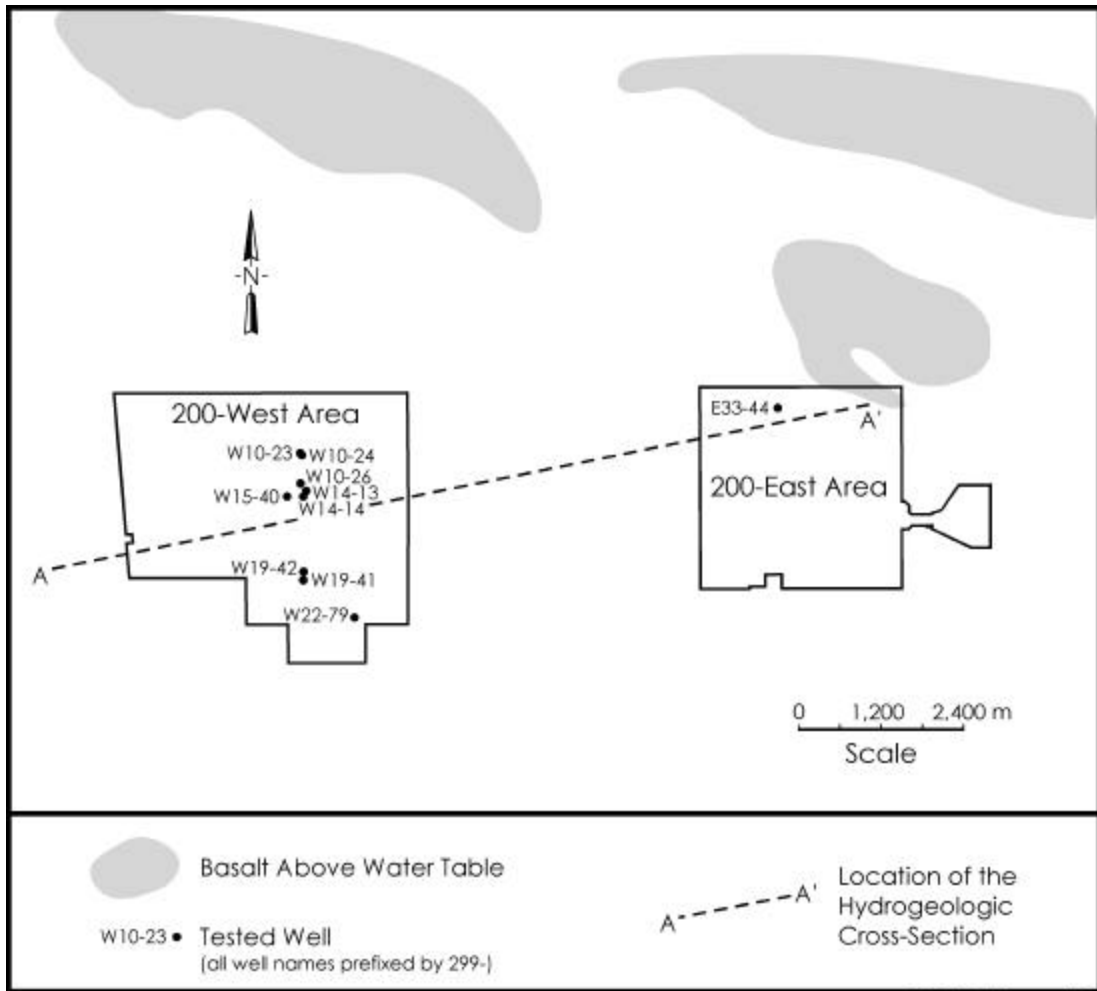 -N-
200-West Area
E33-44
A'
W10-23
W10-24
W10-26
W15-40
W14-13
W14-14
200-East Area
A
W19-42
W19-41
W22-79
0 1,200 2,400 m
Scale
Basalt Above Water Table
W10-23
Tested Well
(all well names prefixed by 299-)
A
A'
Location of the
Hydrogeologic
Cross-Section